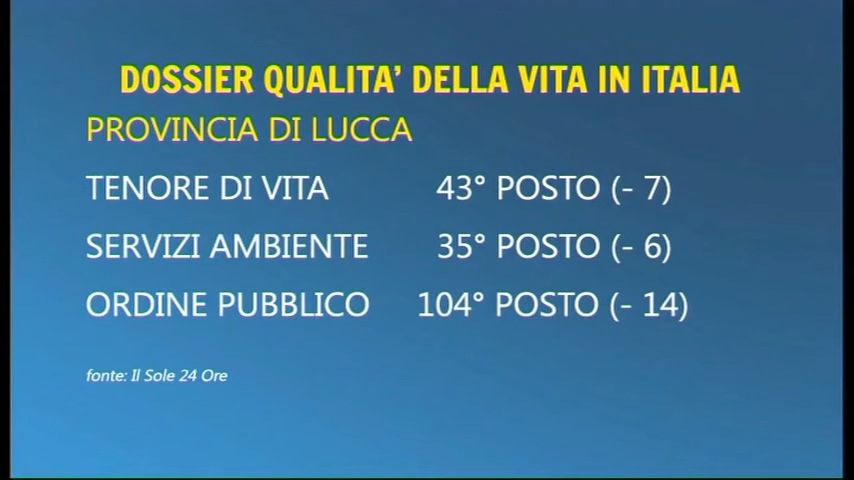 DOSSIER QUALITA' DELLA VITA IN ITALIA
PROVINCIA DI LUCCA
TENORE DI VITA 43° POSTO (- 7)
SERVIZI AMBIENTE 35° POSTO (- 6)
ORDINE PUBBLICO 104° POSTO (- 14)
fonte: Il Sole 24 Ore